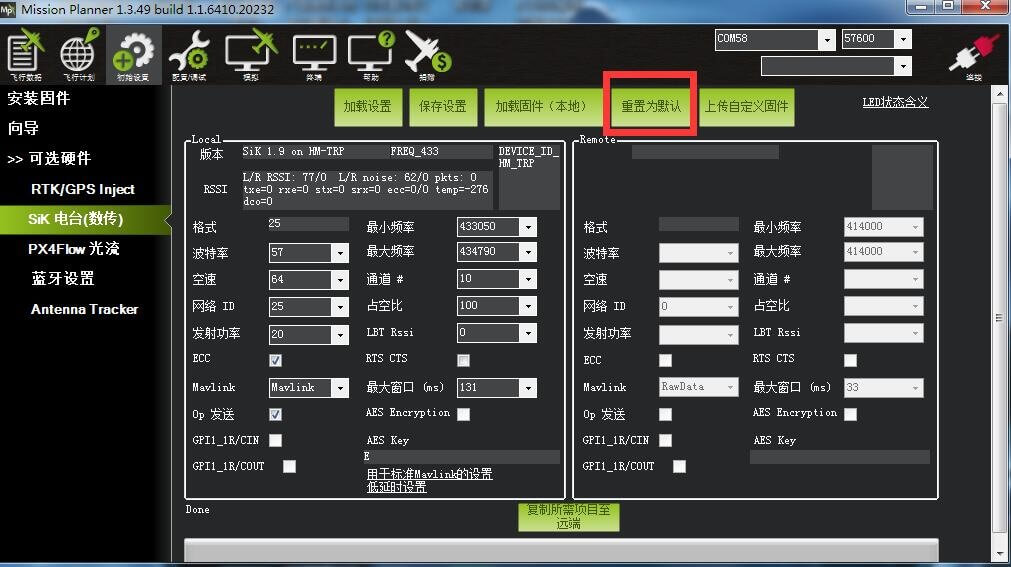 Mission Planner 1.3.49 build 1.1.6410.20232
飞行数据 飞行计划 初始设置 配置/调试 模拟 终端 帮助 捐赠
COM58 57600
连接
安装固件
向导
>> 可选硬件
RTK/GPS Inject
SiK 电台(数传)
PX4Flow 光流
蓝牙设置
Antenna Tracker
加载设置 保存设置 加载固件（本地） 重置为默认 上传自定义固件 LED状态含义
Local
版本 SiK 1.9 on HM-TRP FREQ_433 DEVICE_ID_
HM_TRP
RSSI L/R RSSI: 77/0 L/R noise: 62/0 pkts: 0
txe=0 rxe=0 stx=0 srx=0 ecc=0/0 temp=-276
dco=0
格式 25 最小频率 433050
波特率 57 最大频率 434790
空速 64 通道 # 10
网络 ID 25 占空比 100
发射功率 20 LBT Rssi 0
ECC RTS CTS
Mavlink Mavlink 最大窗口 (ms) 131
Op 发送 AES Encryption
GPI1_1R/CIN AES Key
E
GPI1_1R/COUT 用于标准Mavlink的设置
低延时设置
Remote
格式 最小频率 414000
波特率 最大频率 414000
空速 通道 #
网络 ID 0 占空比
发射功率 LBT Rssi
ECC RTS CTS
Mavlink RawData 最大窗口 (ms) 33
Op 发送 AES Encryption
GPI1_1R/CIN AES Key
GPI1_1R/COUT
Done
复制所需项目至
远端